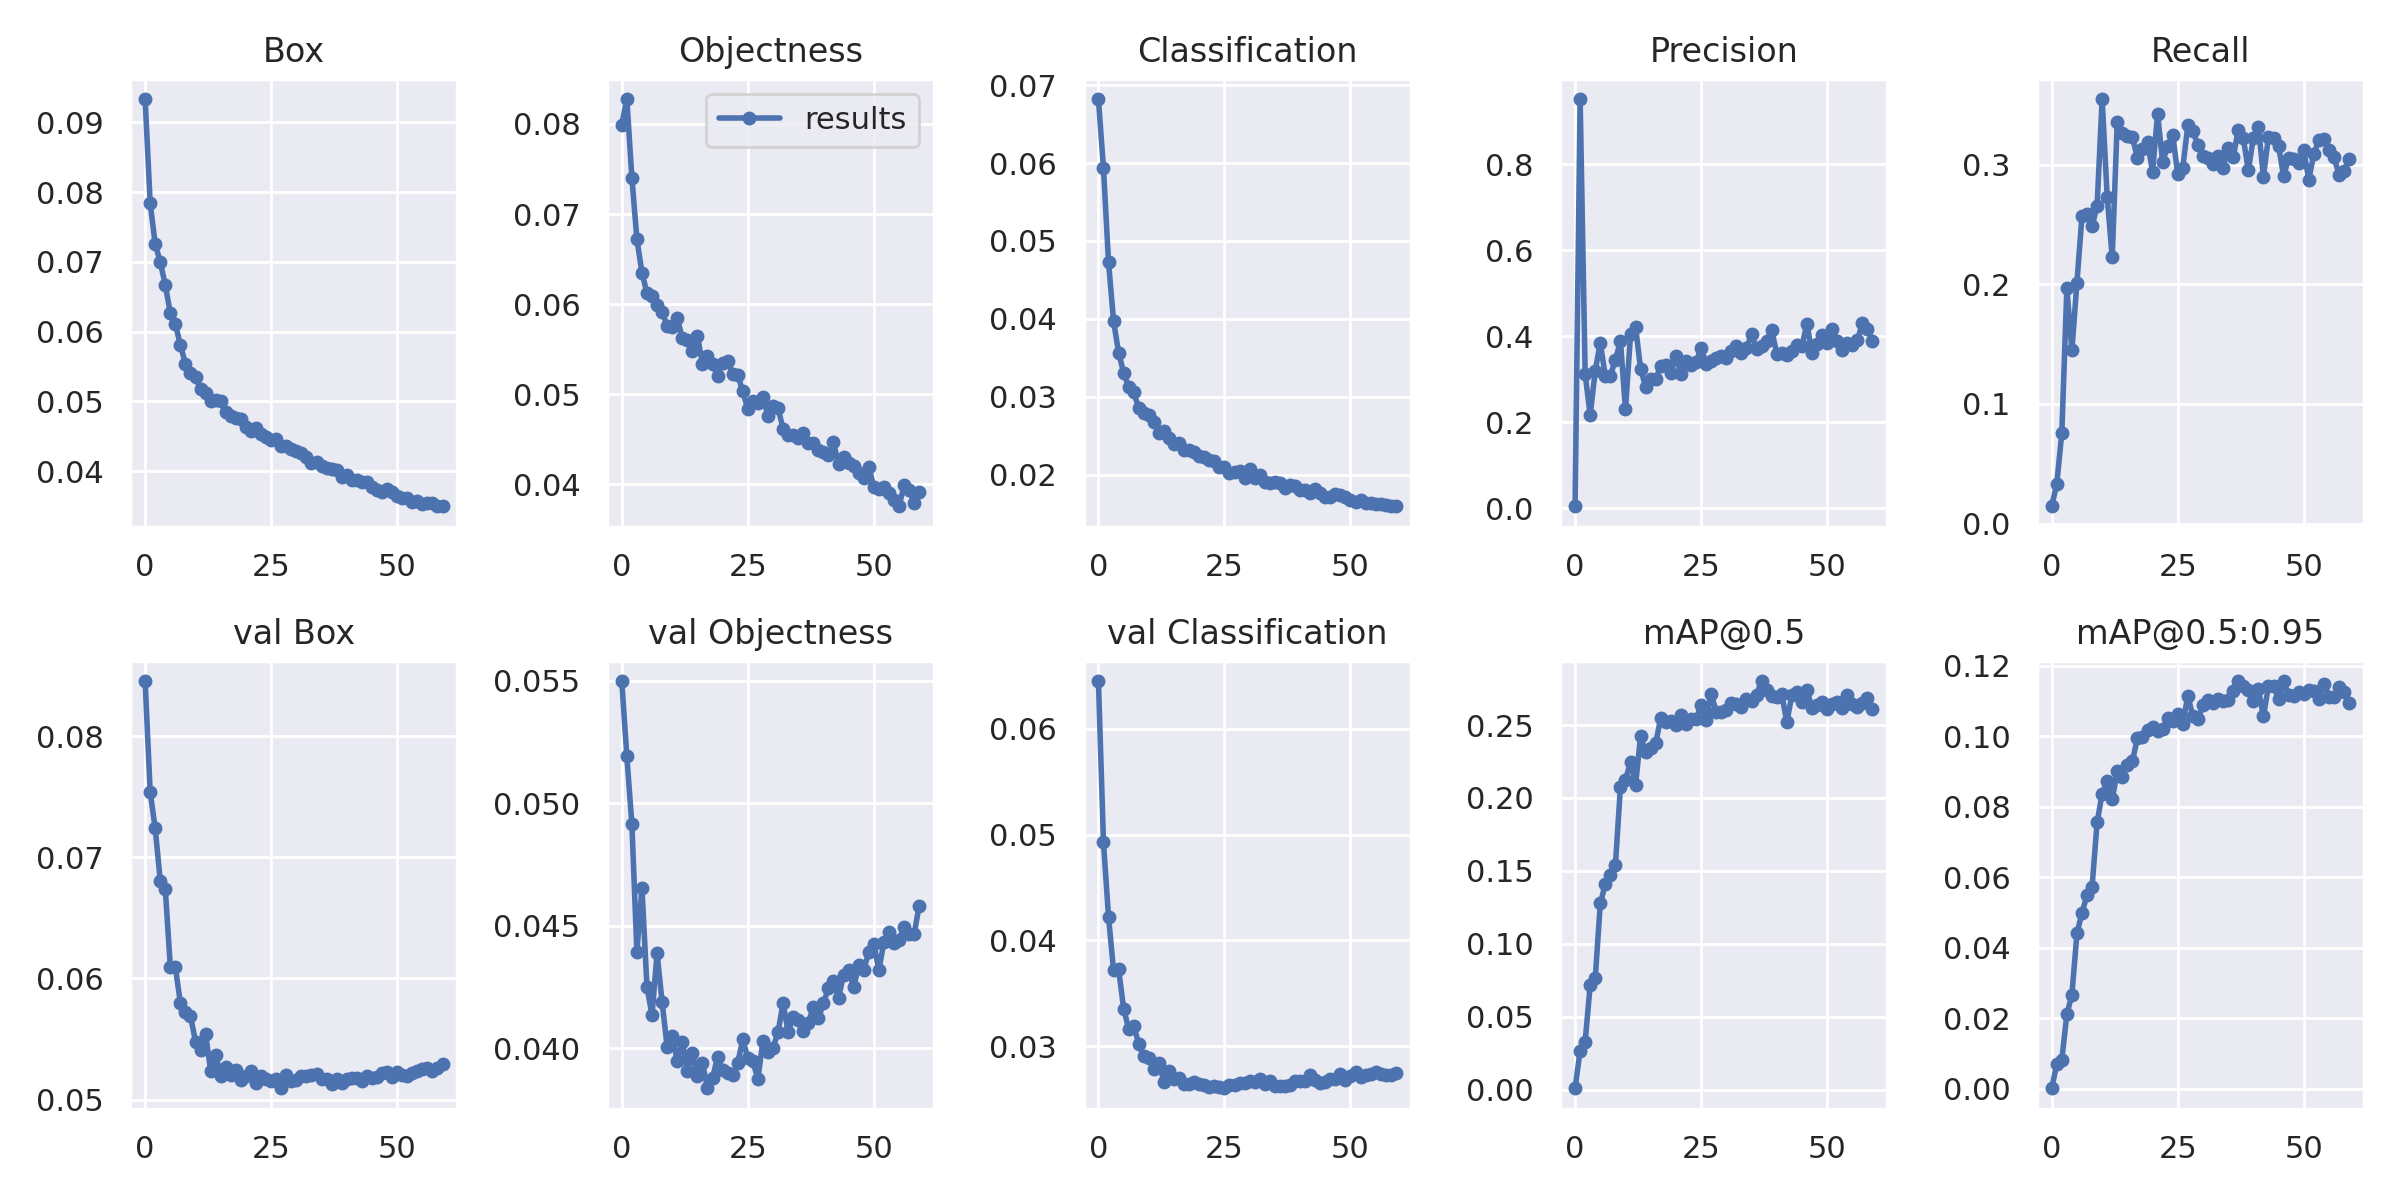 Box
Objectness
Classification
Precision
Recall
0.09
0.08
0.07
0.06
0.05
0.04
0 25 50
results
0.08
0.07
0.06
0.05
0.04
0 25 50
0.07
0.06
0.05
0.04
0.03
0.02
0 25 50
0.8
0.6
0.4
0.2
0.0
0 25 50
0.3
0.2
0.1
0.0
0 25 50
val Box
val Objectness
val Classification
mAP@0.5
mAP@0.5:0.95
0.08
0.07
0.06
0.05
0 25 50
0.055
0.050
0.045
0.040
0 25 50
0.06
0.05
0.04
0.03
0 25 50
0.25
0.20
0.15
0.10
0.05
0.00
0 25 50
0.12
0.10
0.08
0.06
0.04
0.02
0.00
0 25 50